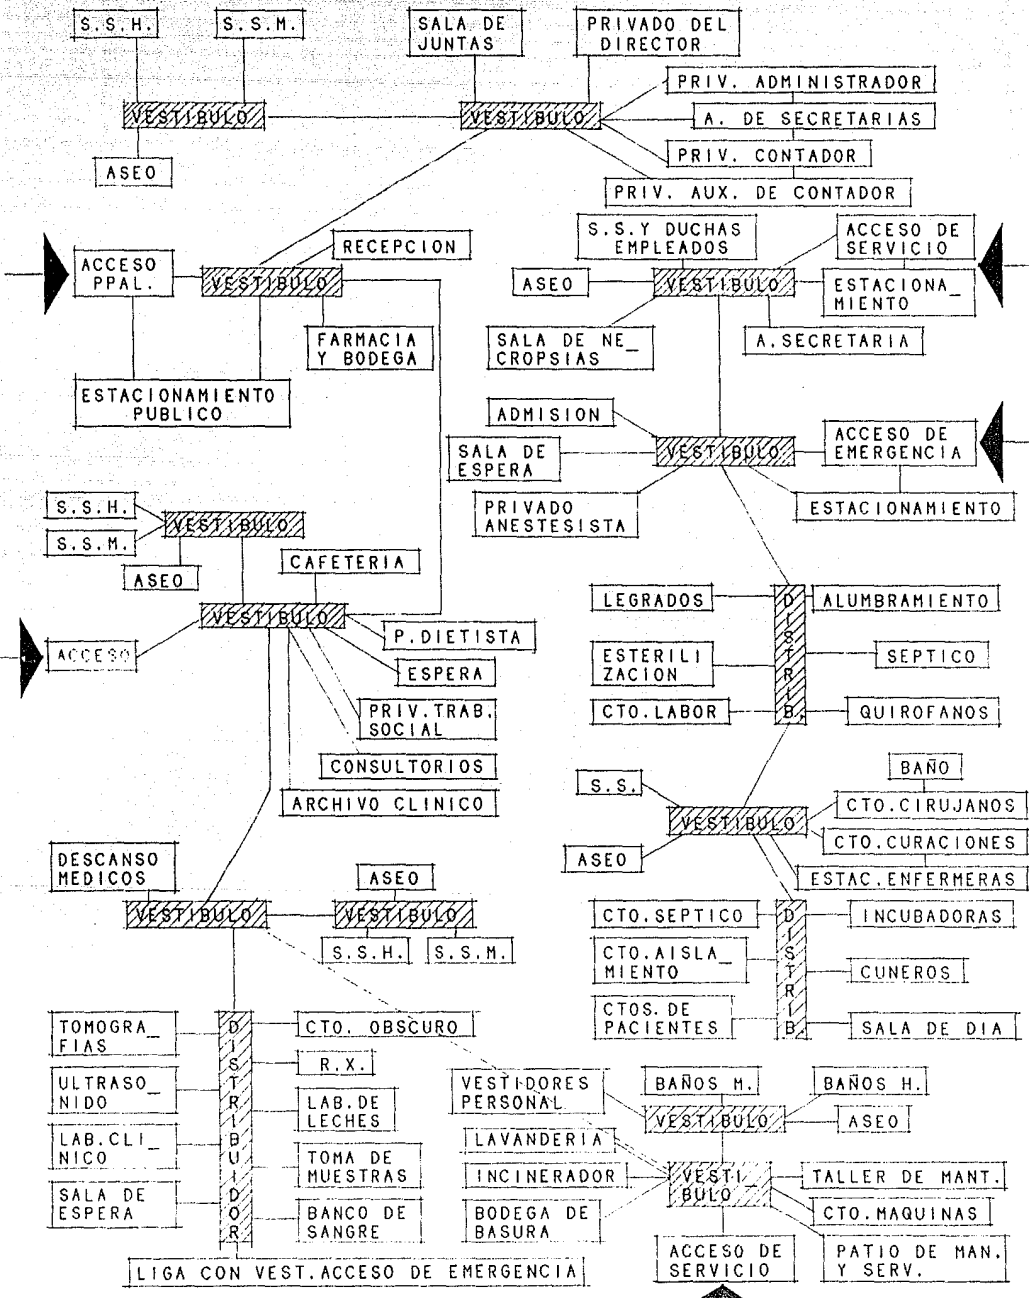 S.S.H.
S.S.M.
SALA DE
JUNTAS
PRIVADO DEL
DIRECTOR
PRIV. ADMINISTRADOR
VESTIBULO
VESTIBULO
A. DE SECRETARIAS
PRIV. CONTADOR
ASEO
PRIV. AUX. DE CONTADOR
ACCESO
PPAL.
RECEPCION
VESTIBULO
FARMACIA
Y BODEGA
ESTACIONAMIENTO
PUBLICO
S.S.Y DUCHAS
EMPLEADOS
ACCESO DE
SERVICIO
ASEO
VESTIBULO
ESTACIONA_
MIENTO
SALA DE NE_
CROPSIAS
A.SECRETARIA
ADMISION
SALA DE
ESPERA
VESTIBULO
ACCESO DE
EMERGENCIA
PRIVADO
ANESTESISTA
ESTACIONAMIENTO
S.S.H.
S.S.M.
VESTIBULO
ASEO
CAFETERIA
VESTIBULO
ACCESO
P.DIETISTA
ESPERA
PRIV.TRAB.
SOCIAL
CONSULTORIOS
ARCHIVO CLINICO
LEGRADOS
DISTRIB.
ALUMBRAMIENTO
ESTERILI
ZACION
SEPTICO
CTO.LABOR
QUIROFANOS
S.S.
BAÑO
CTO.CIRUJANOS
VESTIBULO
CTO.CURACIONES
ASEO
ESTAC.ENFERMERAS
DESCANSO
MEDICOS
ASEO
VESTIBULO
VESTIBULO
S.S.H.
S.S.M.
CTO.SEPTICO
DISTRIB
INCUBADORAS
CTO.AISLA_
MIENTO
CUNEROS
CTOS.DE
PACIENTES
SALA DE DIA
TOMOGRA_
FIAS
DISTRIBUIDOR
CTO. OBSCURO
R.X.
ULTRASO_
NIDO
LAB.DE
LECHES
LAB.CLI_
NICO
TOMA DE
MUESTRAS
SALA DE
ESPERA
BANCO DE
SANGRE
LIGA CON VEST.ACCESO DE EMERGENCIA
VESTIDORES
PERSONAL
BAÑOS M.
BAÑOS H.
VESTIBULO
ASEO
LAVANDERIA
INCINERADOR
VESTI_
BULO
TALLER DE MANT.
BODEGA DE
BASURA
CTO.MAQUINAS
ACCESO DE
SERVICIO
PATIO DE MAN.
Y SERV.